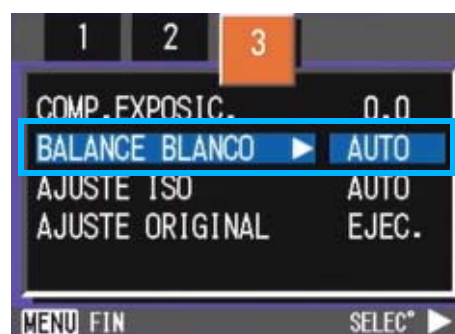 1 2 3
COMP.EXPOSIC. 0.0
BALANCE BLANCO ▶ AUTO
AJUSTE ISO AUTO
AJUSTE ORIGINAL EJEC.
MENU FIN SELEC° ▶